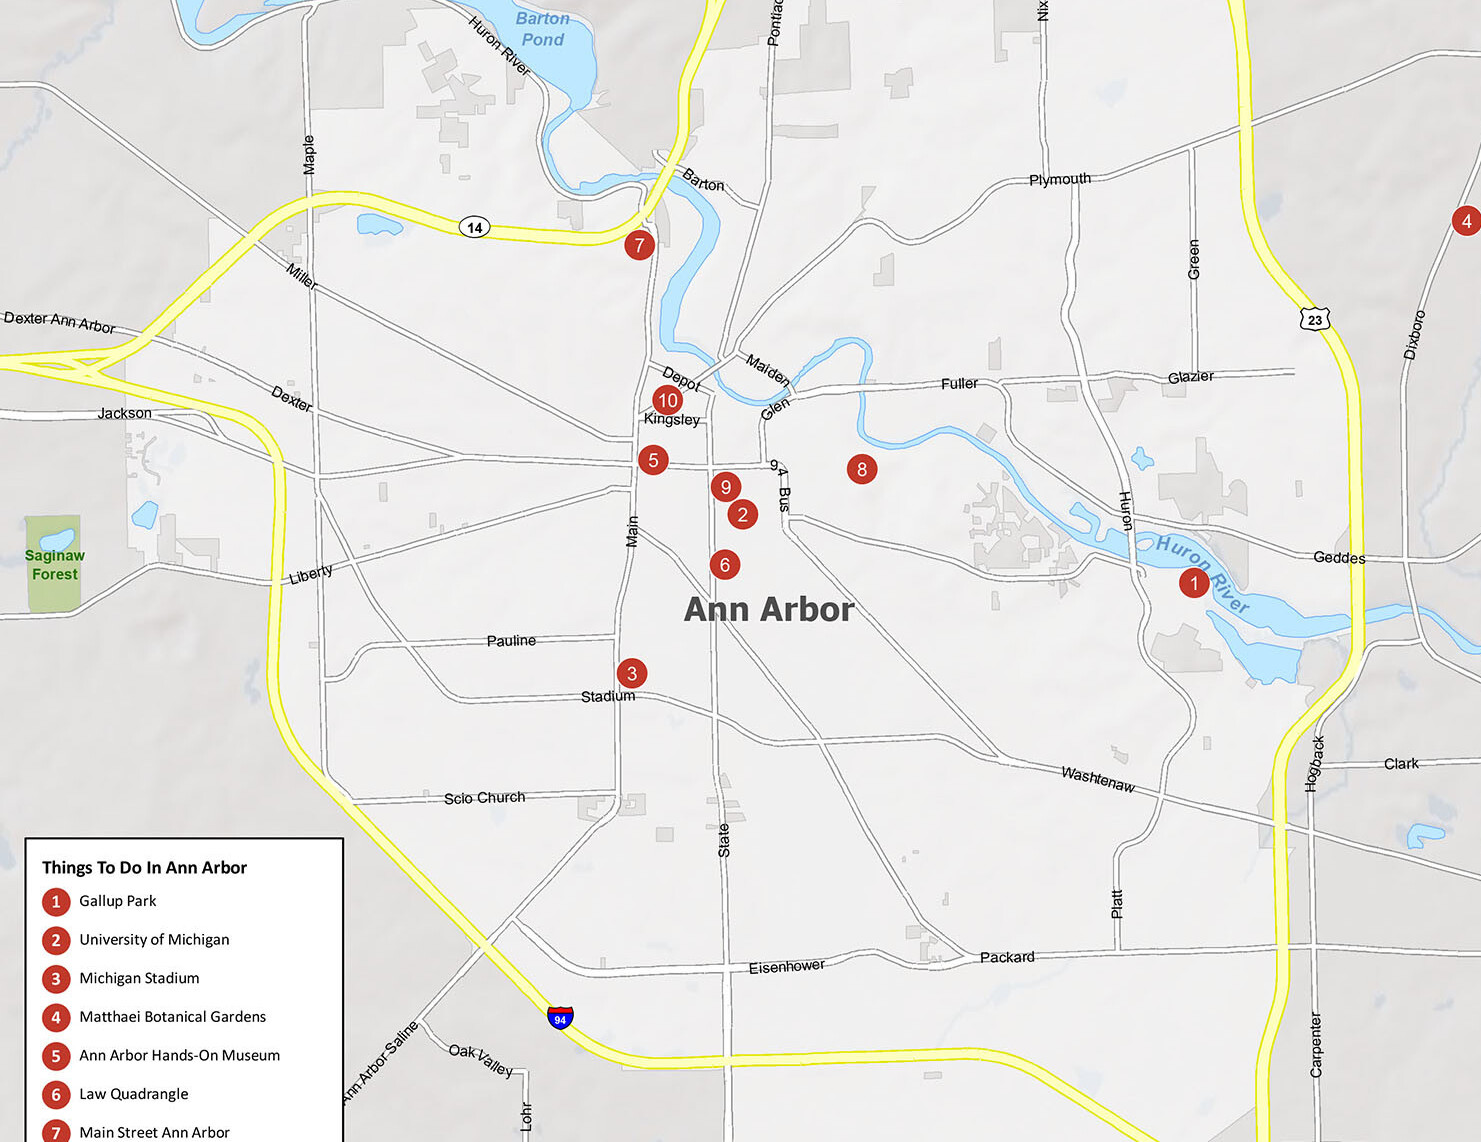 Barton
Pond
Huron River
Pontiac
Nix
Maple
Barton
Plymouth
14
7
4
Green
Miller
Dexter Ann Arbor
23
Dixboro
Depot
Maiden
Fuller
Glazier
Dexter
10
Jackson
Kingsley
Glen
5
94
Bus
8
9
2
Main
Huron
Saginaw
Forest
Huron River
Geddes
6
1
Liberty
Ann Arbor
Pauline
3
Stadium
Washtenaw
Hogback
Clark
Scio Church
State
Platt
Eisenhower
Packard
94
Ann Arbor Saline
Oak Valley
Lohr
Carpenter
Things To Do In Ann Arbor
1 Gallup Park
2 University of Michigan
3 Michigan Stadium
4 Matthaei Botanical Gardens
5 Ann Arbor Hands-On Museum
6 Law Quadrangle
7 Main Street Ann Arbor